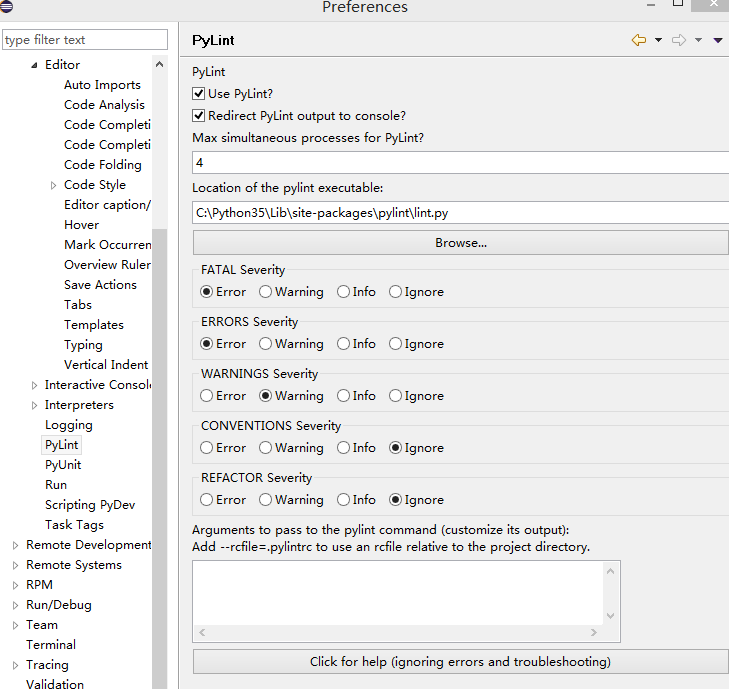 Preferences
type filter text
Editor
Auto Imports
Code Analysis
Code Completi
Code Completi
Code Folding
Code Style
Editor caption/
Hover
Mark Occurren
Overview Ruler
Save Actions
Tabs
Templates
Typing
Vertical Indent
Interactive Consol
Interpreters
Logging
PyLint
PyUnit
Run
Scripting PyDev
Task Tags
Remote Development
Remote Systems
RPM
Run/Debug
Team
Terminal
Tracing
Validation
PyLint
PyLint
Use PyLint?
Redirect PyLint output to console?
Max simultaneous processes for PyLint?
4
Location of the pylint executable:
C:\Python35\Lib\site-packages\pylint\lint.py
Browse...
FATAL Severity
Error Warning Info Ignore
ERRORS Severity
Error Warning Info Ignore
WARNINGS Severity
Error Warning Info Ignore
CONVENTIONS Severity
Error Warning Info Ignore
REFACTOR Severity
Error Warning Info Ignore
Arguments to pass to the pylint command (customize its output):
Add --rcfile=.pylintrc to use an rcfile relative to the project directory.
Click for help (ignoring errors and troubleshooting)